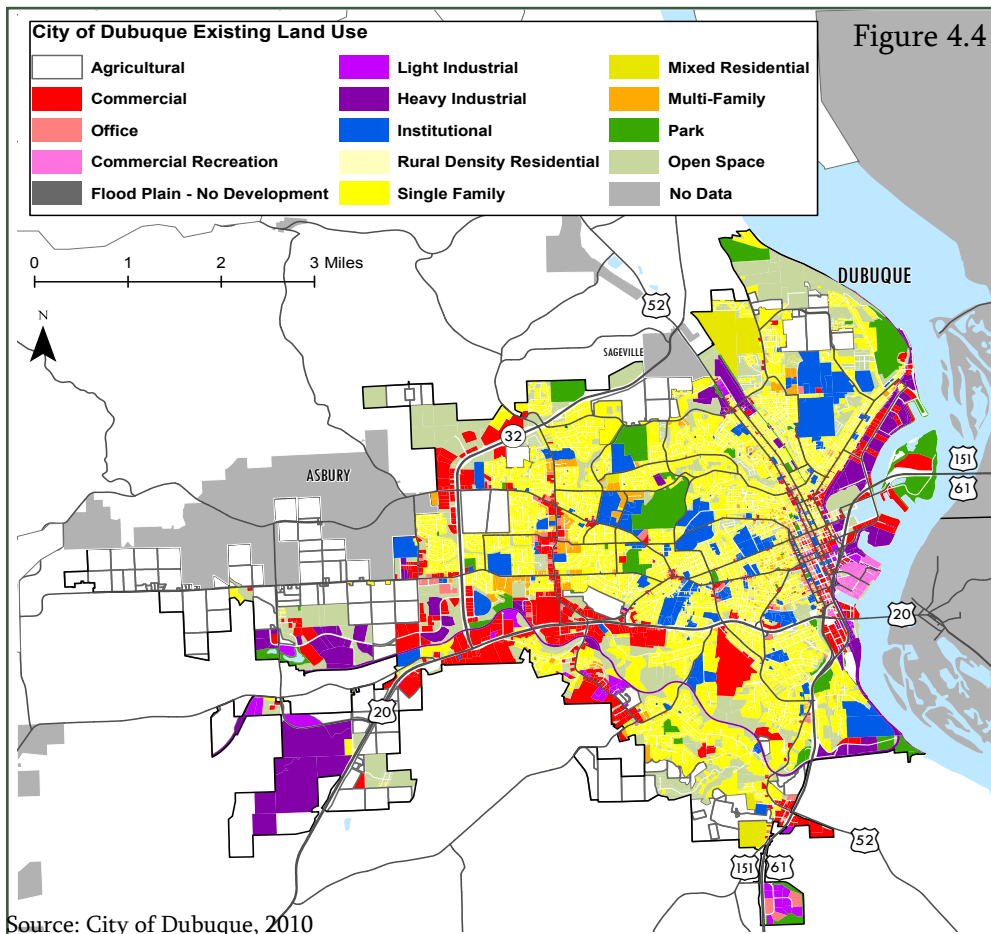 City of Dubuque Existing Land Use
Figure 4.4
Agricultural
Commercial
Office
Commercial Recreation
Flood Plain - No Development
Light Industrial
Heavy Industrial
Institutional
Rural Density Residential
Single Family
Mixed Residential
Multi-Family
Park
Open Space
No Data
0 1 2 3 Miles
N
DUBUQUE
52
SAGEVILLE
32
151
61
ASBURY
20
20
52
151 61
Source: City of Dubuque, 2010